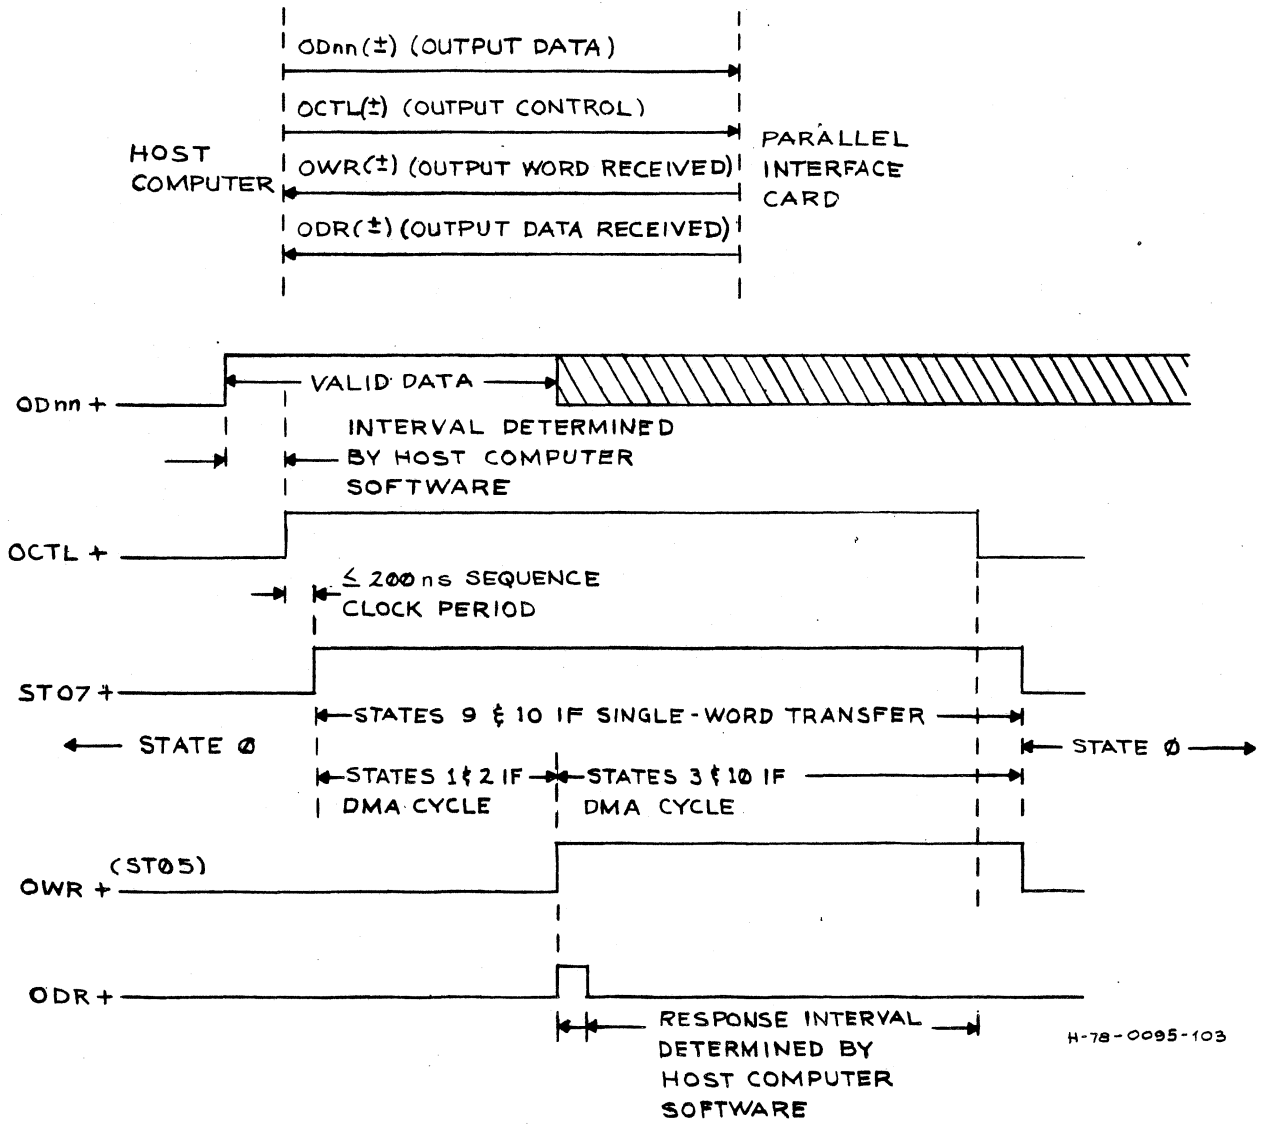 ODnn(±) (OUTPUT DATA)
OCTL(±) (OUTPUT CONTROL)
HOST
COMPUTER
OWR(±) (OUTPUT WORD RECEIVED)
ODR(±) (OUTPUT DATA RECEIVED)
PARALLEL
INTERFACE
CARD
VALID DATA
ODnn +
INTERVAL DETERMINED
BY HOST COMPUTER
SOFTWARE
OCTL +
≤ 200ns SEQUENCE
CLOCK PERIOD
STO7 +
STATES 9 & 10 IF SINGLE-WORD TRANSFER
STATE Ø
STATE Ø
STATES 1 & 2 IF
DMA CYCLE
STATES 3 & 10 IF
DMA CYCLE
(STØ5)
OWR +
ODR +
RESPONSE INTERVAL
DETERMINED BY
HOST COMPUTER
SOFTWARE
H-78-0095-103